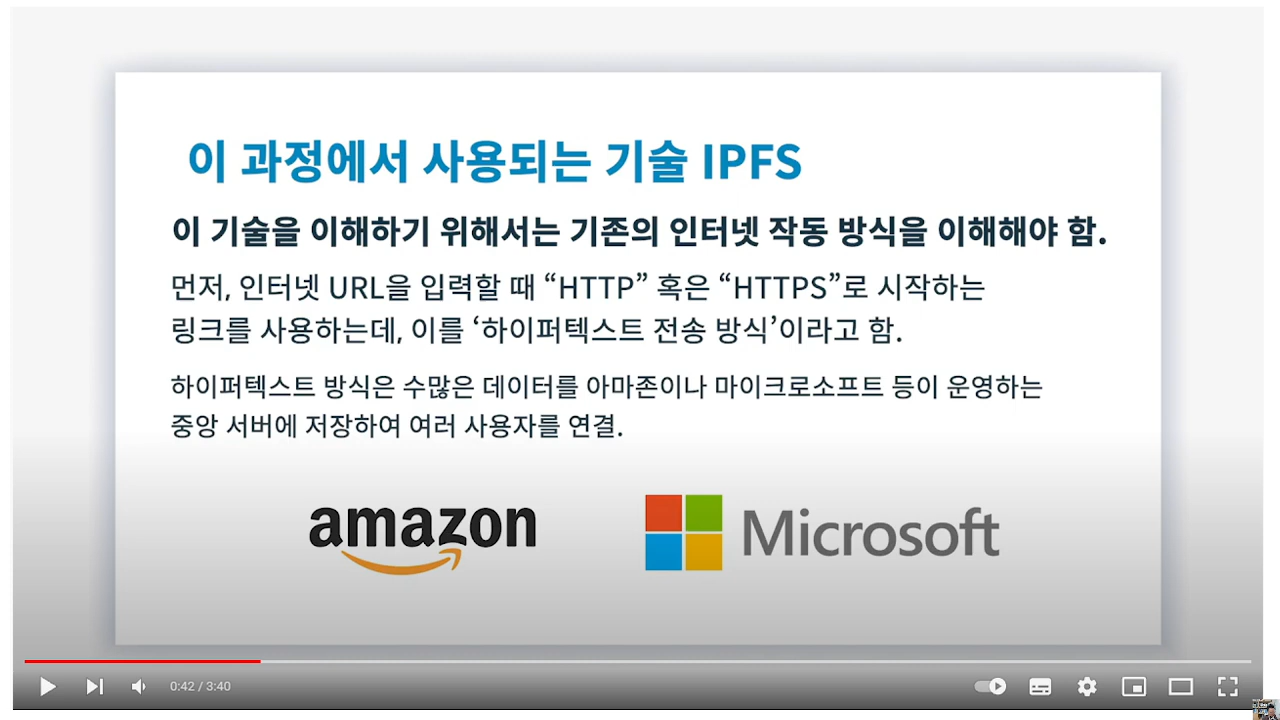 이 과정에서 사용되는 기술 IPFS
이 기술을 이해하기 위해서는 기존의 인터넷 작동 방식을 이해해야 함.
먼저, 인터넷 URL을 입력할 때 “HTTP” 혹은 “HTTPS”로 시작하는
링크를 사용하는데, 이를 ‘하이퍼텍스트 전송 방식’이라고 함.
하이퍼텍스트 방식은 수많은 데이터를 아마존이나 마이크로소프트 등이 운영하는
중앙 서버에 저장하여 여러 사용자를 연결.
amazon
Microsoft
0:42 / 3:40